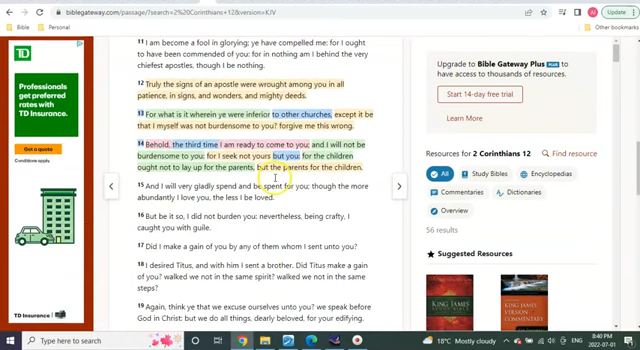 biblegateway.com/passage/?search=2%20Corinthians+12&version=KJV
Update
Bible
Personal
Other bookmarks
TD
Professionals
get preferred
rates with TD
Insurance.
Get a quote
Conditions apply.
TD Insurance
11 I am become a fool in glorying; ye have compelled me: for I ought
to have been commended of you: for in nothing am I behind the very
chiefest apostles, though I be nothing.
12 Truly the signs of an apostle were wrought among you in all
patience, in signs, and wonders, and mighty deeds.
13 For what is it wherein ye were inferior to other churches, except it be
that I myself was not burdensome to you? forgive me this wrong.
14 Behold, the third time I am ready to come to you; and I will not be
burdensome to you: for I seek not yours but you: for the children
ought not to lay up for the parents, but the parents for the children.
15 And I will very gladly spend and be spent for you; though the more
abundantly I love you, the less I be loved.
16 But be it so, I did not burden you: nevertheless, being crafty, I
caught you with guile.
17 Did I make a gain of you by any of them whom I sent unto you?
18 I desired Titus, and with him I sent a brother. Did Titus make a gain
of you? walked we not in the same spirit? walked we not in the same
steps?
19 Again, think ye that we excuse ourselves unto you? we speak before
God in Christ: but we do all things, dearly beloved, for your edifying.
Upgrade to Bible Gateway Plus PLUS to
have access to thousands of resources.
Start 14-day free trial
Learn More
Resources for 2 Corinthians 12
Find resource
All
Study Bibles
Encyclopedias
Commentaries
Dictionaries
Overview
56 results
Suggested Resources
KING JAMES
KING JAMES
VERSION
COMMENTARY
18°C Mostly cloudy
ENG
8:40 PM
2022-07-01